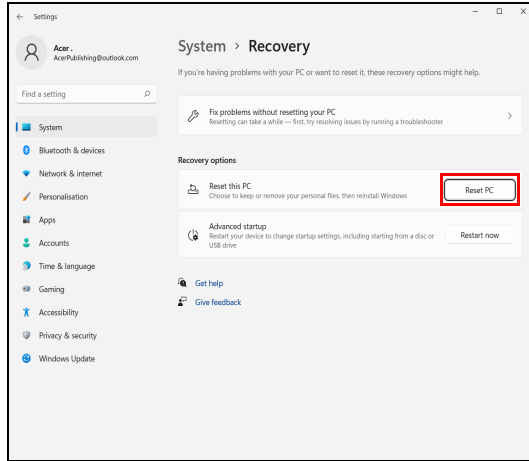 Settings
Acer .
AcerPublishing@outlook.com
Find a setting
System
Bluetooth & devices
Network & internet
Personalisation
Apps
Accounts
Time & language
Gaming
Accessibility
Privacy & security
Windows Update
System > Recovery
If you're having problems with your PC or want to reset it, these recovery options might help.
Fix problems without resetting your PC
Resetting can take a while — first, try resolving issues by running a troubleshooter
Recovery options
Reset this PC
Choose to keep or remove your personal files, then reinstall Windows
Reset PC
Advanced startup
Restart your device to change startup settings, including starting from a disc or
USB drive
Restart now
Get help
Give feedback